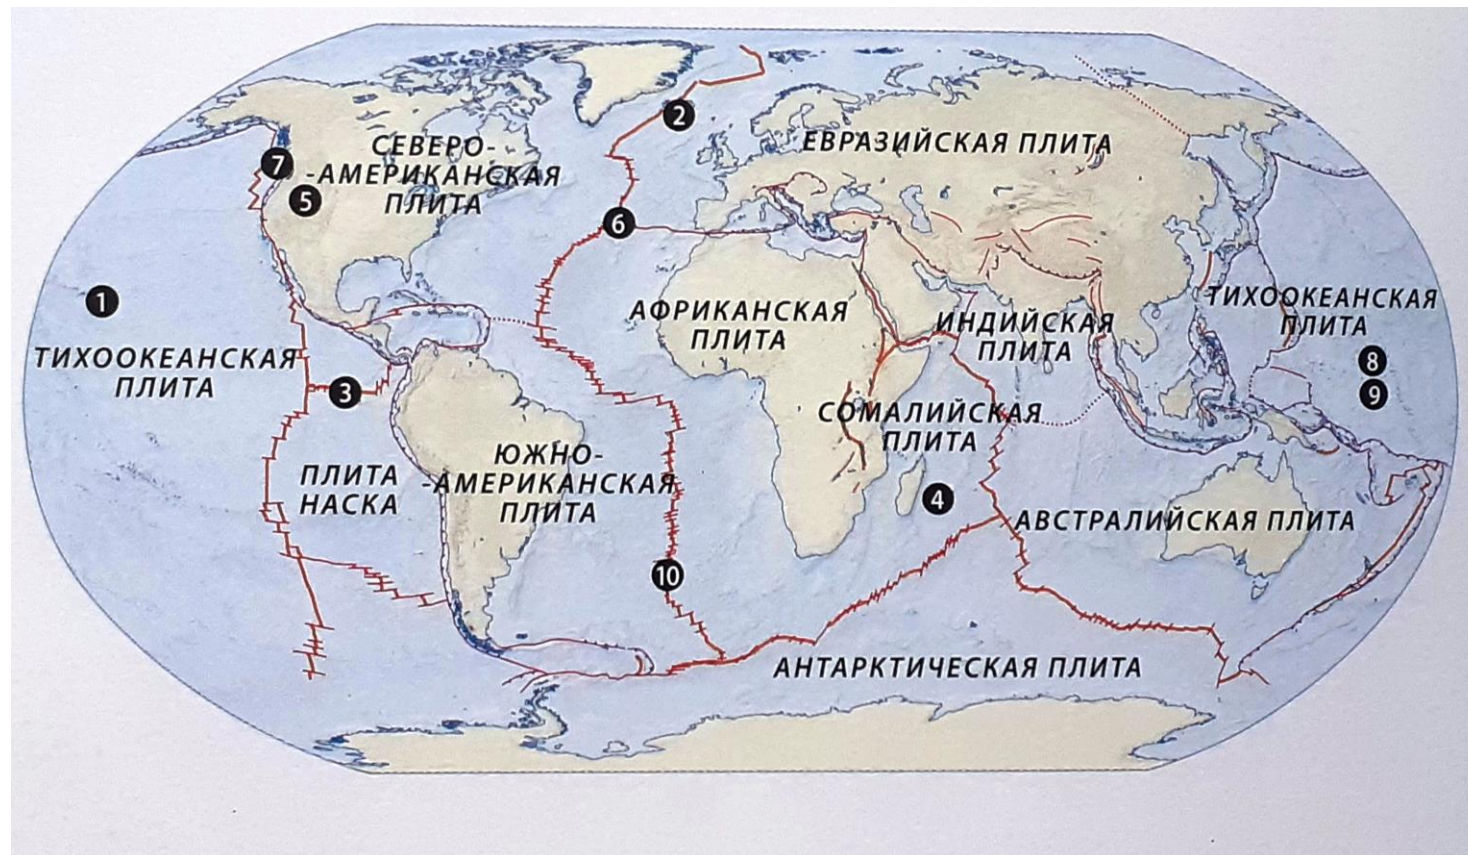 2
СЕВЕРО-
-АМЕРИКАНСКАЯ
ПЛИТА
ЕВРАЗИЙСКАЯ ПЛИТА
7
5
6
1
ТИХООКЕАНСКАЯ
ПЛИТА
АФРИКАНСКАЯ
ПЛИТА
ИНДИЙСКАЯ
ПЛИТА
ТИХООКЕАНСКАЯ
ПЛИТА
8
9
3
СОМАЛИЙСКАЯ
ПЛИТА
ПЛИТА
НАСКА
ЮЖНО-
-АМЕРИКАНСКАЯ
ПЛИТА
4
АВСТРАЛИЙСКАЯ ПЛИТА
10
АНТАРКТИЧЕСКАЯ ПЛИТА